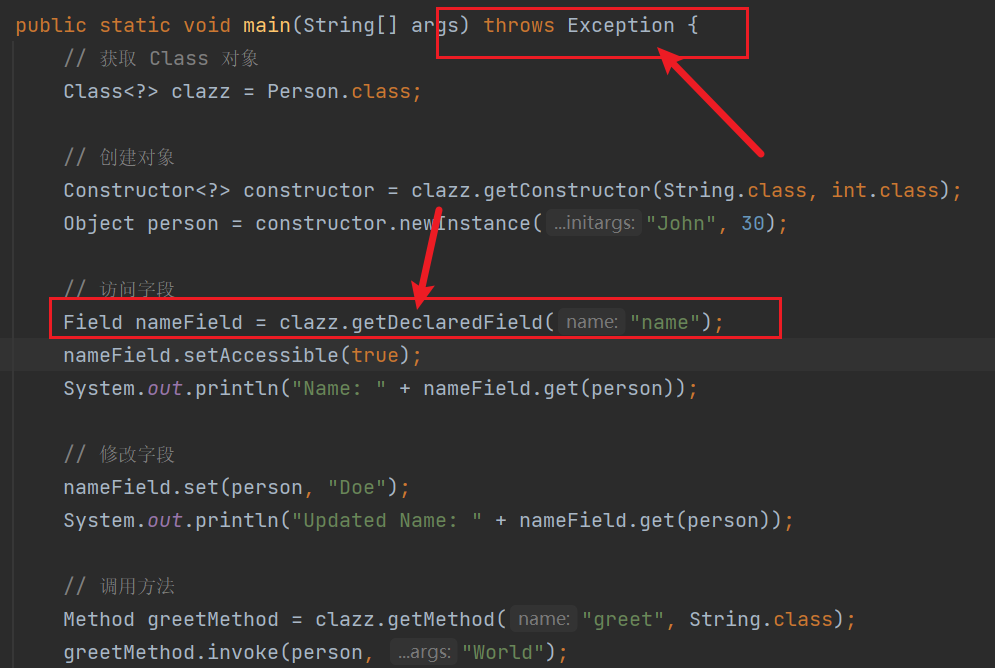 public static void main(String[] args) throws Exception {
// 获取 Class 对象
Class<?> clazz = Person.class;
// 创建对象
Constructor<?> constructor = clazz.getConstructor(String.class, int.class);
Object person = constructor.newInstance( ...initargs: "John", 30);
// 访问字段
Field nameField = clazz.getDeclaredField( name: "name");
nameField.setAccessible(true);
System.out.println("Name: " + nameField.get(person));
// 修改字段
nameField.set(person, "Doe");
System.out.println("Updated Name: " + nameField.get(person));
// 调用方法
Method greetMethod = clazz.getMethod( name: "greet", String.class);
greetMethod.invoke(person, ...args: "World");